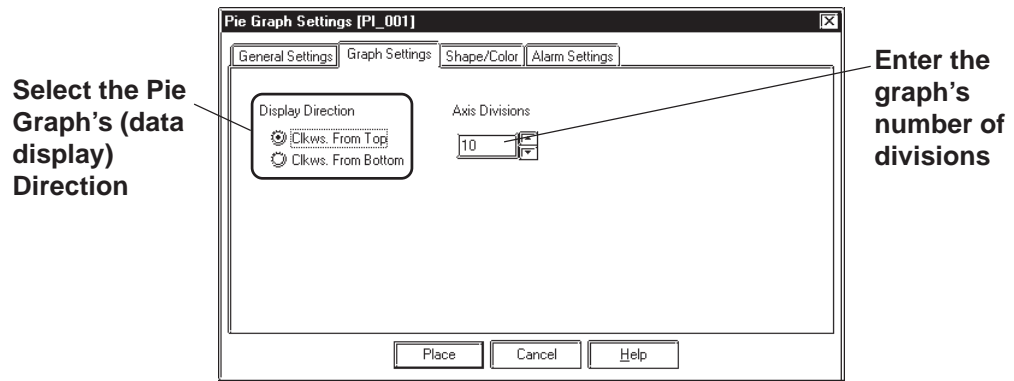 Pie Graph Settings [PI_001]
General Settings
Graph Settings
Shape/Color
Alarm Settings
Select the Pie
Graph's (data
display)
Direction
Display Direction
Clkws. From Top
Clkws. From Bottom
Axis Divisions
10
Enter the
graph's
number of
divisions
Place
Cancel
Help